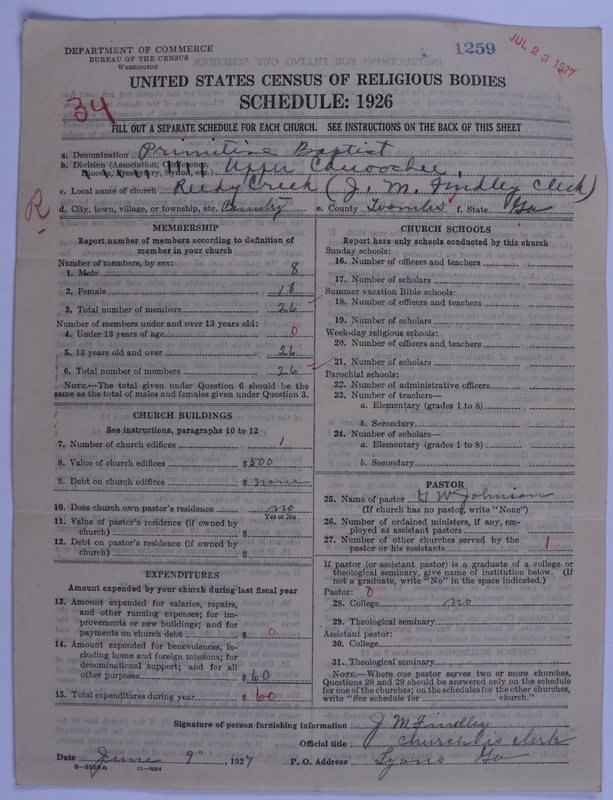 DEPARTMENT OF COMMERCE
BUREAU OF THE CENSUS
WASHINGTON
1259
JUL 23 1927
UNITED STATES CENSUS OF RELIGIOUS BODIES
SCHEDULE: 1926
34
FILL OUT A SEPARATE SCHEDULE FOR EACH CHURCH. SEE INSTRUCTIONS ON THE BACK OF THIS SHEET
a. Denomination Primitive Baptist
b. Division (Association, Conference, Diocese, Presbytery, Synod, etc.) Upper Canoochee
c. Local name of church Reedy Creek (J. M. Findley Clerk)
R
d. City, town, village, or township, etc. Country e. County Toombs f. State Ga
MEMBERSHIP
Report number of members according to definition of
member in your church
Number of members, by sex:
1. Male 8
2. Female 18
3. Total number of members 26
Number of members under and over 13 years old:
4. Under 13 years of age 0
5. 13 years old and over 26
6. Total number of members 26
NOTE.—The total given under Question 6 should be the
same as the total of males and females given under Question 3.
CHURCH BUILDINGS
See instructions, paragraphs 10 to 12
7. Number of church edifices 1
8. Value of church edifices $ 500
9. Debt on church edifices $ none
10. Does church own pastor's residence no
Yes or No
11. Value of pastor's residence (if owned by
church) $
12. Debt on pastor's residence (if owned by
church) $
EXPENDITURES
Amount expended by your church during last fiscal year
13. Amount expended for salaries, repairs,
and other running expenses; for im-
provements or new buildings; and for
payments on church debt $ 0
14. Amount expended for benevolences, in-
cluding home and foreign missions; for
denominational support; and for all
other purposes $ 60
15. Total expenditures during year $ 60
CHURCH SCHOOLS
Report here only schools conducted by this church
Sunday schools:
16. Number of officers and teachers
17. Number of scholars
Summer vacation Bible schools:
18. Number of officers and teachers
19. Number of scholars
Week-day religious schools:
20. Number of officers and teachers
21. Number of scholars
Parochial schools:
22. Number of administrative officers
23. Number of teachers—
a. Elementary (grades 1 to 8)
b. Secondary
24. Number of scholars—
a. Elementary (grades 1 to 8)
b. Secondary
PASTOR
25. Name of pastor G W Johnson
(If church has no pastor, write "None")
26. Number of ordained ministers, if any, em-
ployed as assistant pastors
27. Number of other churches served by the
pastor or his assistants 1
If pastor (or assistant pastor) is a graduate of a college or
theological seminary, give name of institution below. (If
not a graduate, write "No" in the space indicated.)
Pastor: 0
28. College no
29. Theological seminary
Assistant pastor:
30. College
31. Theological seminary
NOTE.—Where one pastor serves two or more churches,
Questions 28 and 29 should be answered only on the schedule
for one of the churches; on the schedules for the other churches,
write "See schedule for church."
Signature of person furnishing information J M Findley
Official title Church is clerk
Date June 9", 1927 P. O. Address Lyons Ga
8-5518a 11-9034